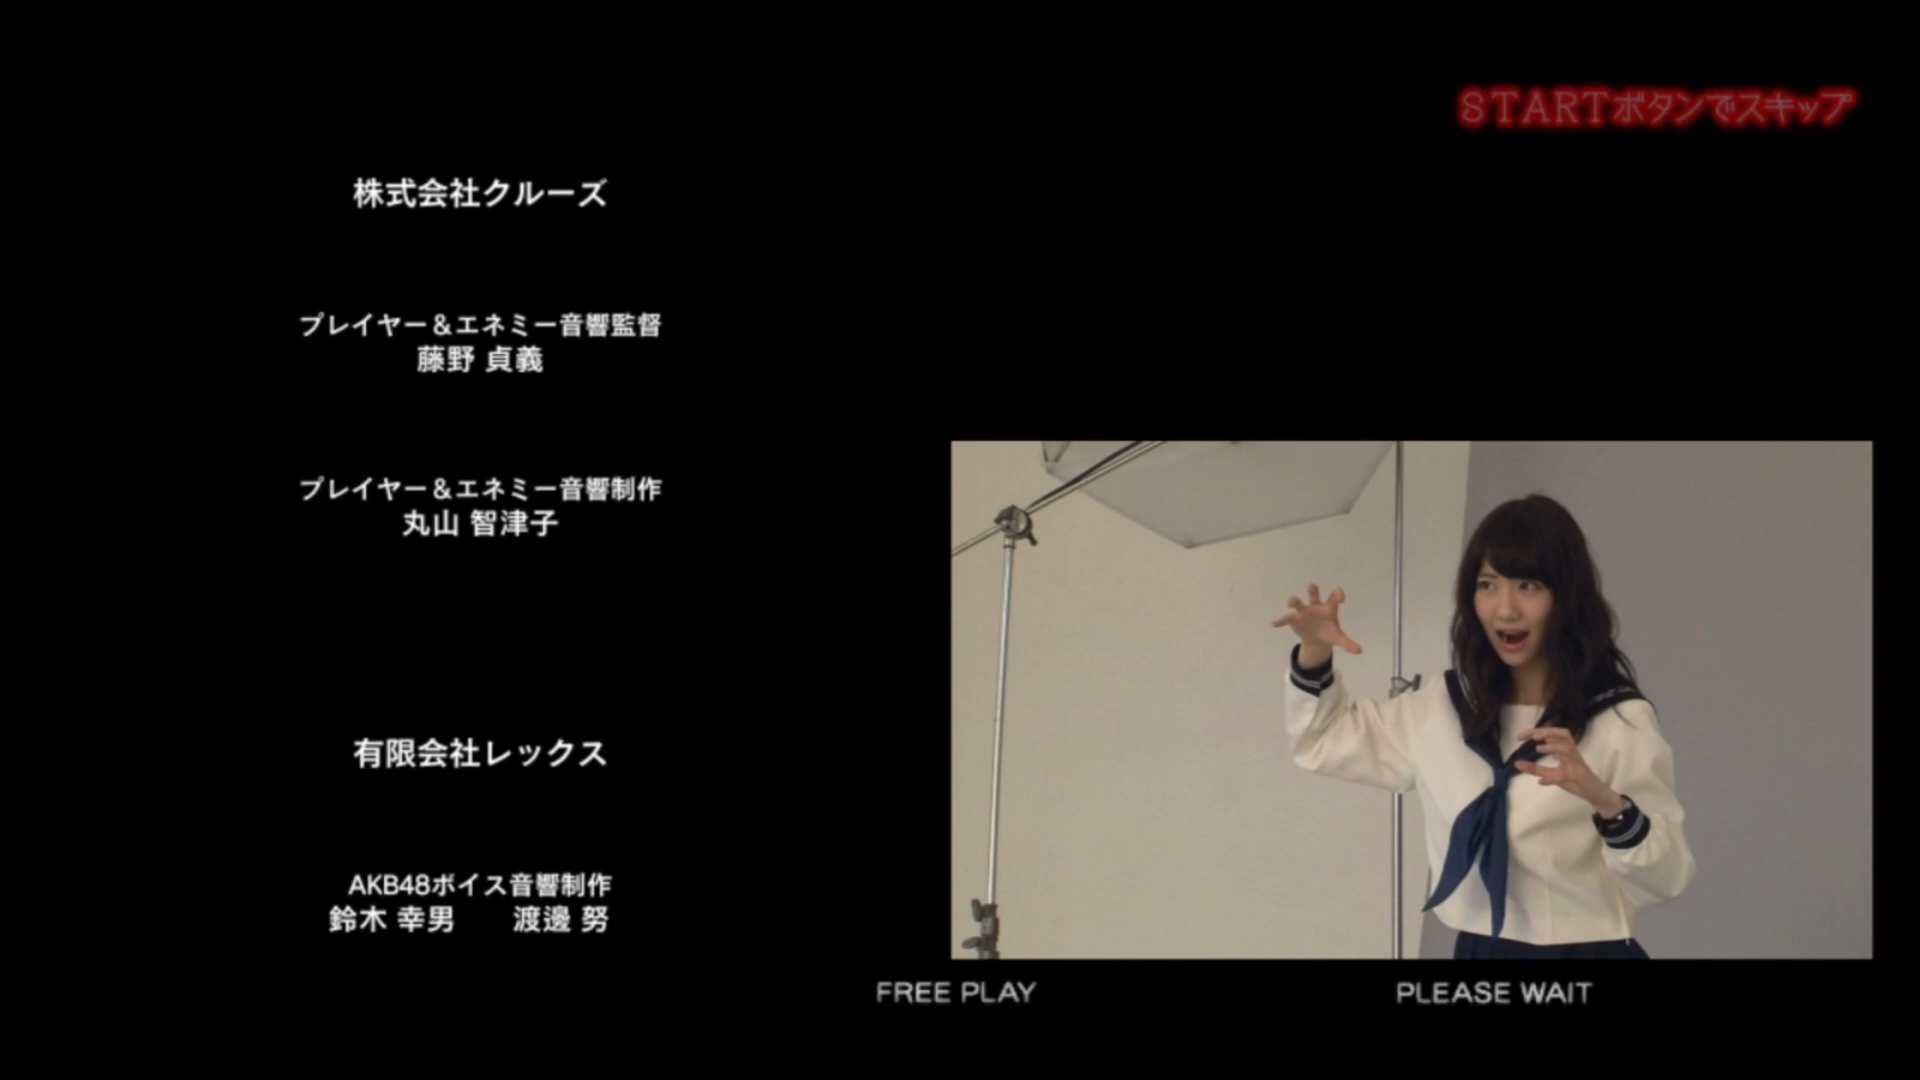 STARTボタンでスキップ
株式会社クルーズ
プレイヤー＆エネミー音響監督
藤野 貞義
プレイヤー＆エネミー音響制作
丸山 智津子
有限会社レックス
AKB48ボイス音響制作
鈴木 幸男　　渡邊 努
FREE PLAY
PLEASE WAIT